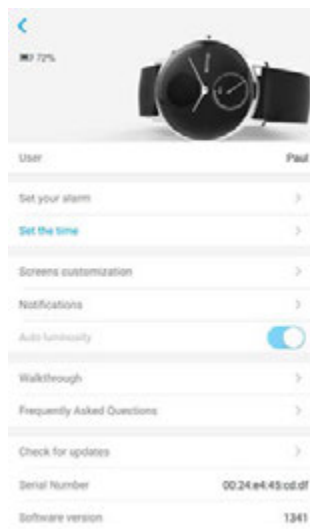 72%
User Paul
Set your alarm
Set the time
Screens customization
Notifications
Auto luminosity
Walkthrough
Frequently Asked Questions
Check for updates
Serial Number 00:24:e4:45:cd:df
Software version 1341